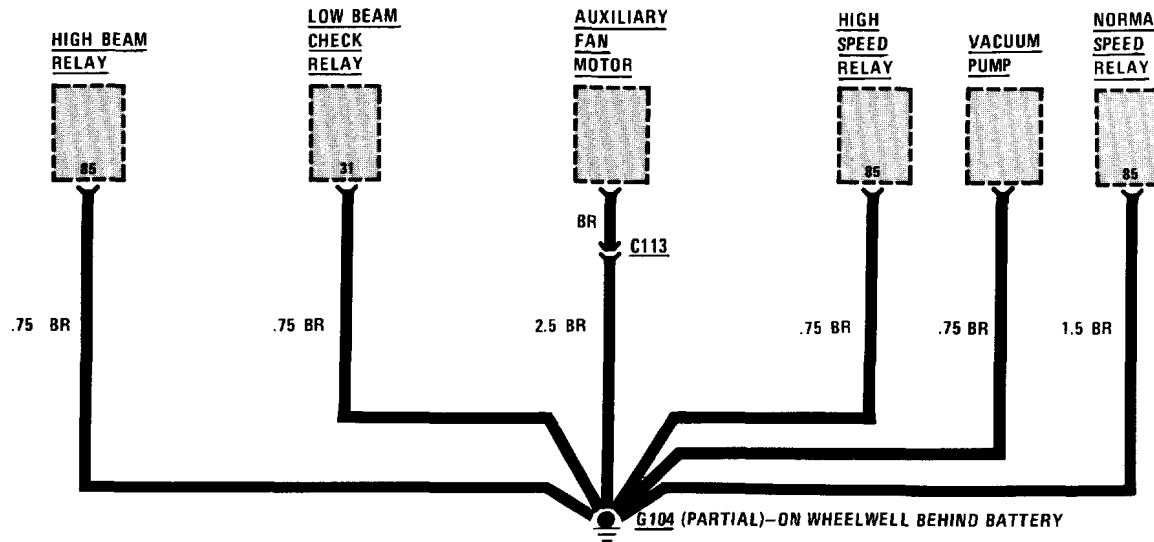 HIGH BEAM
RELAY
LOW BEAM
CHECK
RELAY
AUXILIARY
FAN
MOTOR
HIGH
SPEED
RELAY
VACUUM
PUMP
NORMA
SPEED
RELAY
85
31
85
85
BR
C113
.75 BR
.75 BR
2.5 BR
.75 BR
.75 BR
1.5 BR
G104 (PARTIAL)–ON WHEELWELL BEHIND BATTERY